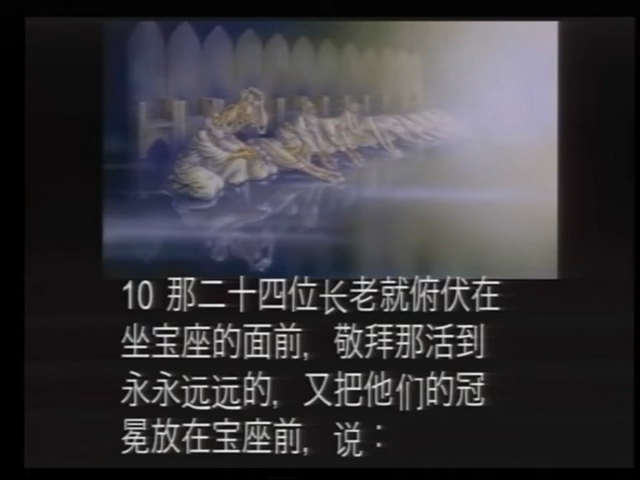 10 那二十四位长老就俯伏在
坐宝座的面前，敬拜那活到
永永远远的，又把他们的冠
冕放在宝座前，说：